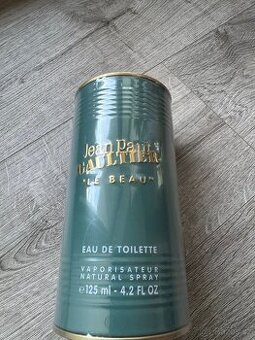 Jean Paul
GAULTIER
"LE BEAU"
EAU DE TOILETTE
VAPORISATEUR
NATURAL SPRAY
℮ 125 ml - 4.2 FL OZ